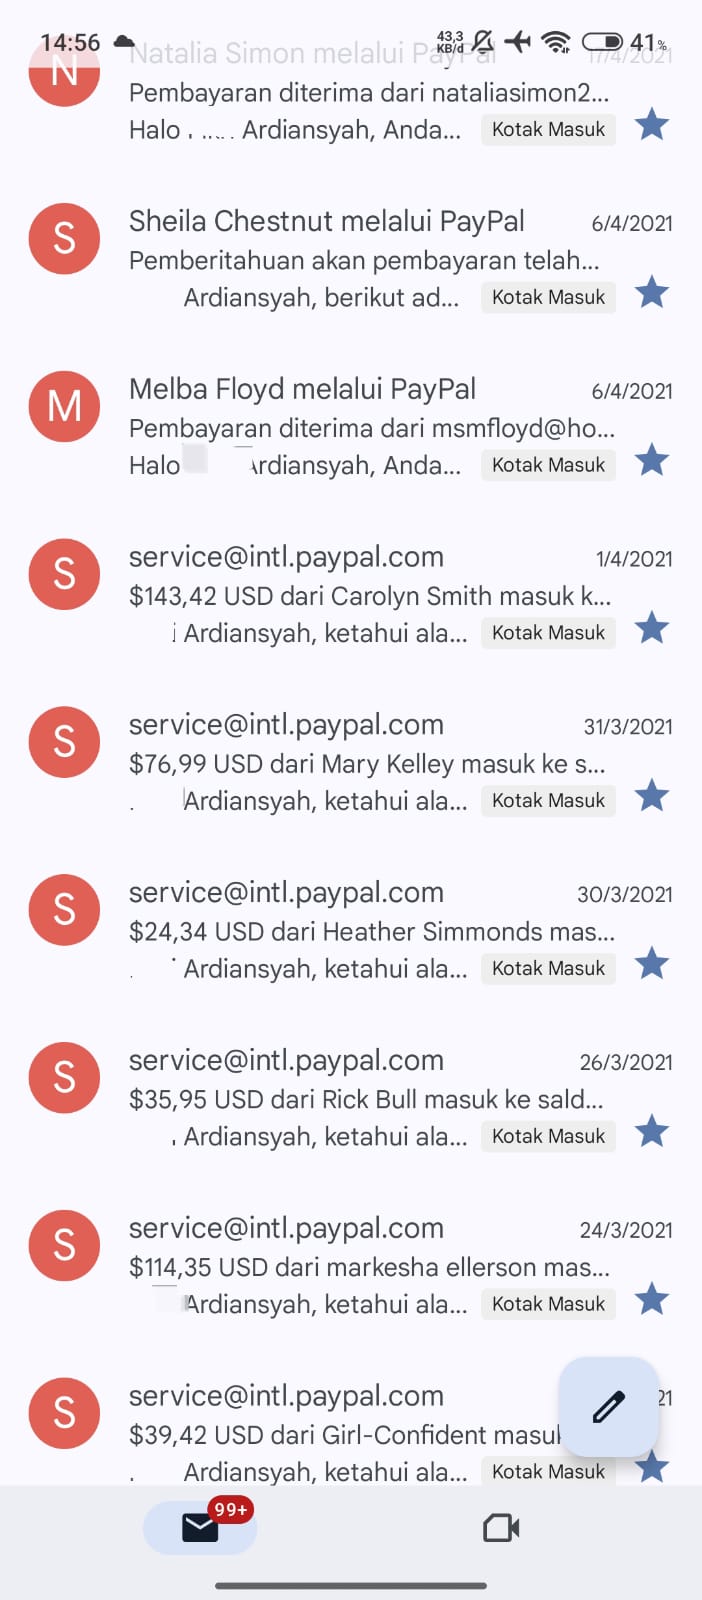 14:56
43,3
KB/d
41%
N
Natalia Simon melalui PayPal
17/4/2021
Pembayaran diterima dari nataliasimon2...
Halo Ardiansyah, Anda...
Kotak Masuk
S
Sheila Chestnut melalui PayPal
6/4/2021
Pemberitahuan akan pembayaran telah...
Ardiansyah, berikut ad...
Kotak Masuk
M
Melba Floyd melalui PayPal
6/4/2021
Pembayaran diterima dari msmfloyd@ho...
Halo Ardiansyah, Anda...
Kotak Masuk
S
service@intl.paypal.com
1/4/2021
$143,42 USD dari Carolyn Smith masuk k...
Ardiansyah, ketahui ala...
Kotak Masuk
S
service@intl.paypal.com
31/3/2021
$76,99 USD dari Mary Kelley masuk ke s...
Ardiansyah, ketahui ala...
Kotak Masuk
S
service@intl.paypal.com
30/3/2021
$24,34 USD dari Heather Simmonds mas...
Ardiansyah, ketahui ala...
Kotak Masuk
S
service@intl.paypal.com
26/3/2021
$35,95 USD dari Rick Bull masuk ke sald...
Ardiansyah, ketahui ala...
Kotak Masuk
S
service@intl.paypal.com
24/3/2021
$114,35 USD dari markesha ellerson mas...
Ardiansyah, ketahui ala...
Kotak Masuk
S
service@intl.paypal.com
21
$39,42 USD dari Girl-Confident masuk
Ardiansyah, ketahui ala...
Kotak Masuk
99+